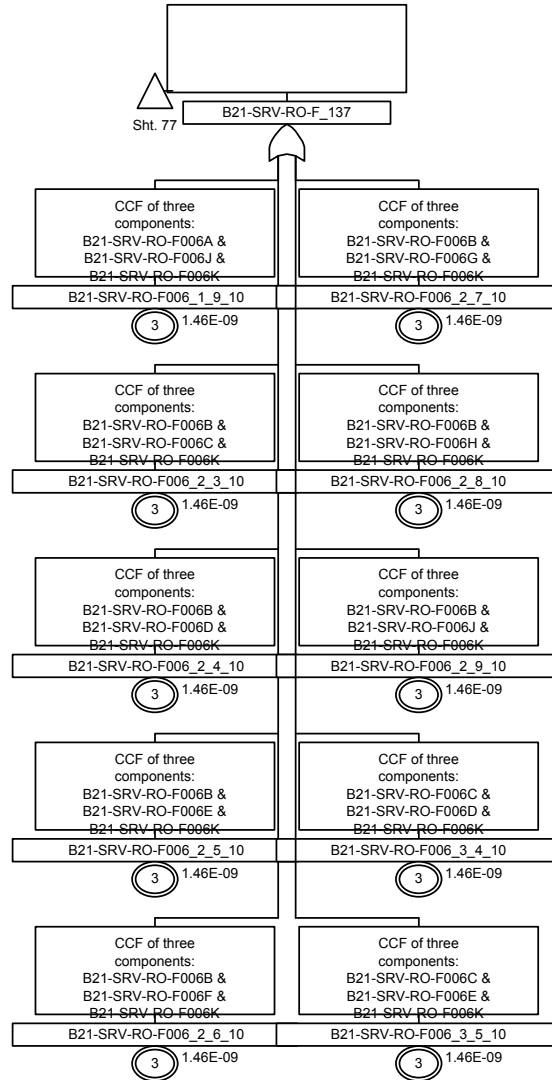 B21-SRV-RO-F_137
Sht. 77
CCF of three
components:
B21-SRV-RO-F006A &
B21-SRV-RO-F006J &
B21-SRV-RO-F006K
B21-SRV-RO-F006_1_9_10
3
1.46E-09
CCF of three
components:
B21-SRV-RO-F006B &
B21-SRV-RO-F006G &
B21-SRV-RO-F006K
B21-SRV-RO-F006_2_7_10
3
1.46E-09
CCF of three
components:
B21-SRV-RO-F006B &
B21-SRV-RO-F006C &
B21-SRV-RO-F006K
B21-SRV-RO-F006_2_3_10
3
1.46E-09
CCF of three
components:
B21-SRV-RO-F006B &
B21-SRV-RO-F006H &
B21-SRV-RO-F006K
B21-SRV-RO-F006_2_8_10
3
1.46E-09
CCF of three
components:
B21-SRV-RO-F006B &
B21-SRV-RO-F006D &
B21-SRV-RO-F006K
B21-SRV-RO-F006_2_4_10
3
1.46E-09
CCF of three
components:
B21-SRV-RO-F006B &
B21-SRV-RO-F006J &
B21-SRV-RO-F006K
B21-SRV-RO-F006_2_9_10
3
1.46E-09
CCF of three
components:
B21-SRV-RO-F006B &
B21-SRV-RO-F006E &
B21-SRV-RO-F006K
B21-SRV-RO-F006_2_5_10
3
1.46E-09
CCF of three
components:
B21-SRV-RO-F006C &
B21-SRV-RO-F006D &
B21-SRV-RO-F006K
B21-SRV-RO-F006_3_4_10
3
1.46E-09
CCF of three
components:
B21-SRV-RO-F006B &
B21-SRV-RO-F006F &
B21-SRV-RO-F006K
B21-SRV-RO-F006_2_6_10
3
1.46E-09
CCF of three
components:
B21-SRV-RO-F006C &
B21-SRV-RO-F006E &
B21-SRV-RO-F006K
B21-SRV-RO-F006_3_5_10
3
1.46E-09